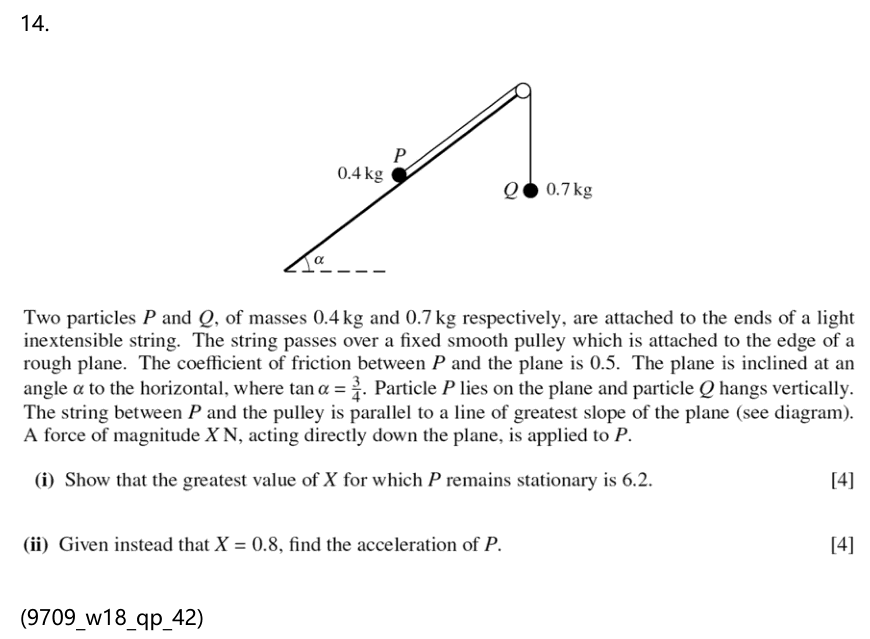 14.
P
0.4 kg
Q
0.7 kg
α
Two particles P and Q, of masses 0.4 kg and 0.7 kg respectively, are attached to the ends of a light
inextensible string. The string passes over a fixed smooth pulley which is attached to the edge of a
rough plane. The coefficient of friction between P and the plane is 0.5. The plane is inclined at an
angle α to the horizontal, where tan α = 3/4. Particle P lies on the plane and particle Q hangs vertically.
The string between P and the pulley is parallel to a line of greatest slope of the plane (see diagram).
A force of magnitude X N, acting directly down the plane, is applied to P.
(i) Show that the greatest value of X for which P remains stationary is 6.2. [4]
(ii) Given instead that X = 0.8, find the acceleration of P. [4]
(9709_w18_qp_42)